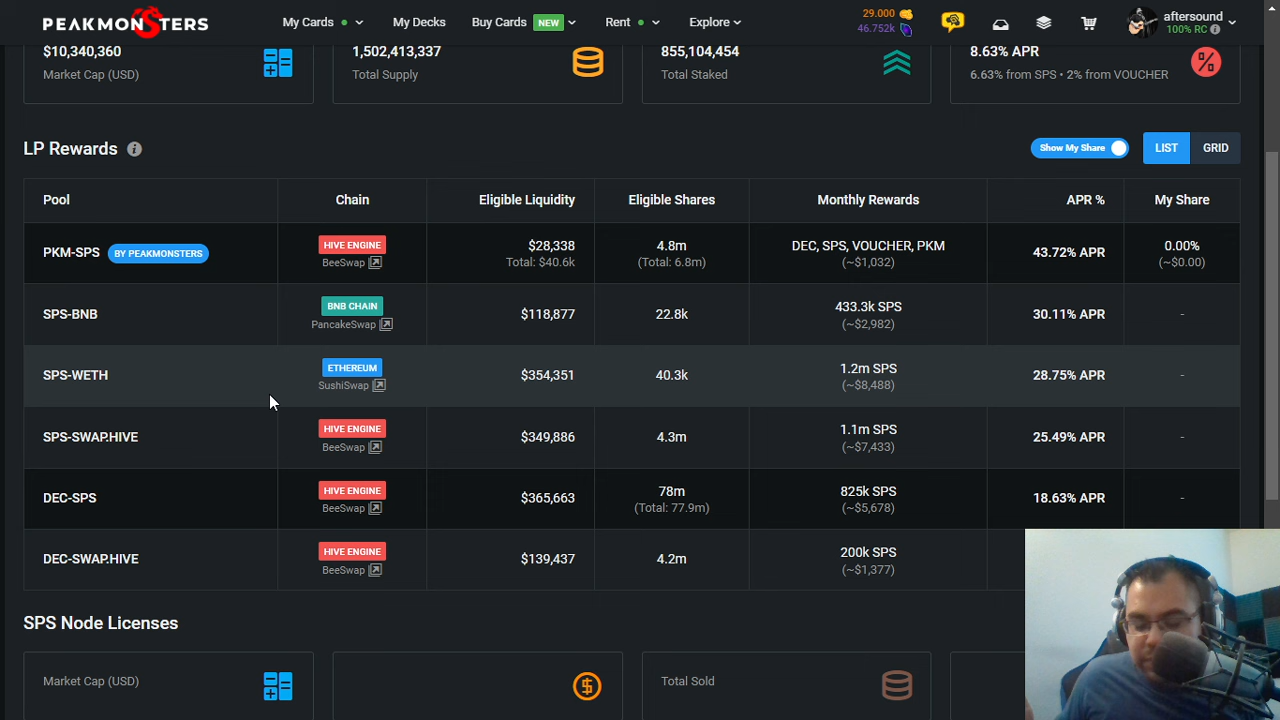 PEAKMONSTERS
My Cards
My Decks
Buy Cards NEW
Rent
Explore
29.000
46.752k
aftersound
100% RC
$10,340,360
Market Cap (USD)
1,502,413,337
Total Supply
855,104,454
Total Staked
8.63% APR
6.63% from SPS • 2% from VOUCHER
LP Rewards
Show My Share
LIST
GRID
Pool Chain Eligible Liquidity Eligible Shares Monthly Rewards APR % My Share
PKM-SPS BY PEAKMONSTERS
HIVE ENGINE
BeeSwap
$28,338
Total: $40.6k
4.8m
(Total: 6.8m)
DEC, SPS, VOUCHER, PKM
(~$1,032)
43.72% APR
0.00%
(~$0.00)
SPS-BNB
BNB CHAIN
PancakeSwap
$118,877
22.8k
433.3k SPS
(~$2,982)
30.11% APR
-
SPS-WETH
ETHEREUM
SushiSwap
$354,351
40.3k
1.2m SPS
(~$8,488)
28.75% APR
-
SPS-SWAP.HIVE
HIVE ENGINE
BeeSwap
$349,886
4.3m
1.1m SPS
(~$7,433)
25.49% APR
-
DEC-SPS
HIVE ENGINE
BeeSwap
$365,663
78m
(Total: 77.9m)
825k SPS
(~$5,678)
18.63% APR
-
DEC-SWAP.HIVE
HIVE ENGINE
BeeSwap
$139,437
4.2m
200k SPS
(~$1,377)
SPS Node Licenses
Market Cap (USD)
Total Sold